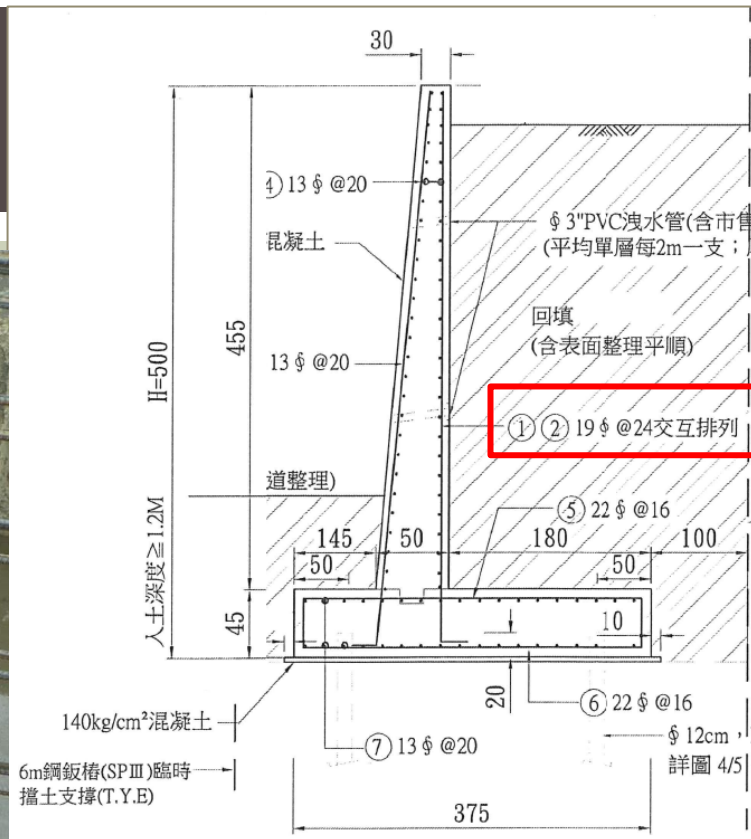 30
4 13 ∮ @20
∮ 3"PVC洩水管(含市售
(平均單層每2m一支；
混凝土
回填
(含表面整理平順)
455
H=500
13 ∮ @20
① ② 19 ∮ @24交互排列
道整理)
⑤ 22 ∮ @16
145
50
180
100
50
50
入土深度≧1.2M
45
10
20
⑥ 22 ∮ @16
140kg/cm²混凝土
⑦ 13 ∮ @20
∮ 12cm，
詳圖 4/5
6m鋼鈑樁(SPⅢ)臨時
擋土支撐(T.Y.E)
375